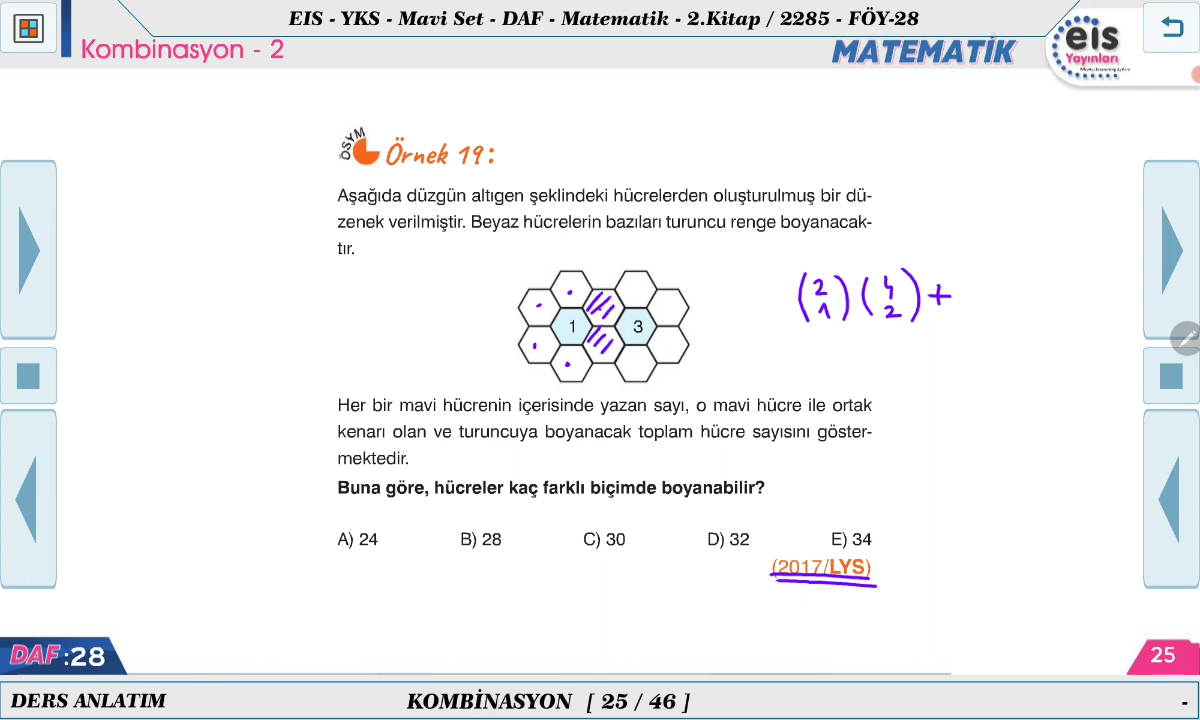 EIS - YKS - Mavi Set - DAF - Matematik - 2.Kitap / 2285 - FÖY-28
Kombinasyon - 2
MATEMATİK
eis
Yayınları
ÖSYM
Örnek 19:
Aşağıda düzgün altıgen şeklindeki hücrelerden oluşturulmuş bir dü-
zenek verilmiştir. Beyaz hücrelerin bazıları turuncu renge boyanacak-
tır.
(2 1) (4 2) +
1 3
Her bir mavi hücrenin içerisinde yazan sayı, o mavi hücre ile ortak
kenarı olan ve turuncuya boyanacak toplam hücre sayısını göster-
mektedir.
Buna göre, hücreler kaç farklı biçimde boyanabilir?
A) 24 B) 28 C) 30 D) 32 E) 34
(2017/LYS)
DAF:28
25
DERS ANLATIM KOMBİNASYON [ 25 / 46 ] -